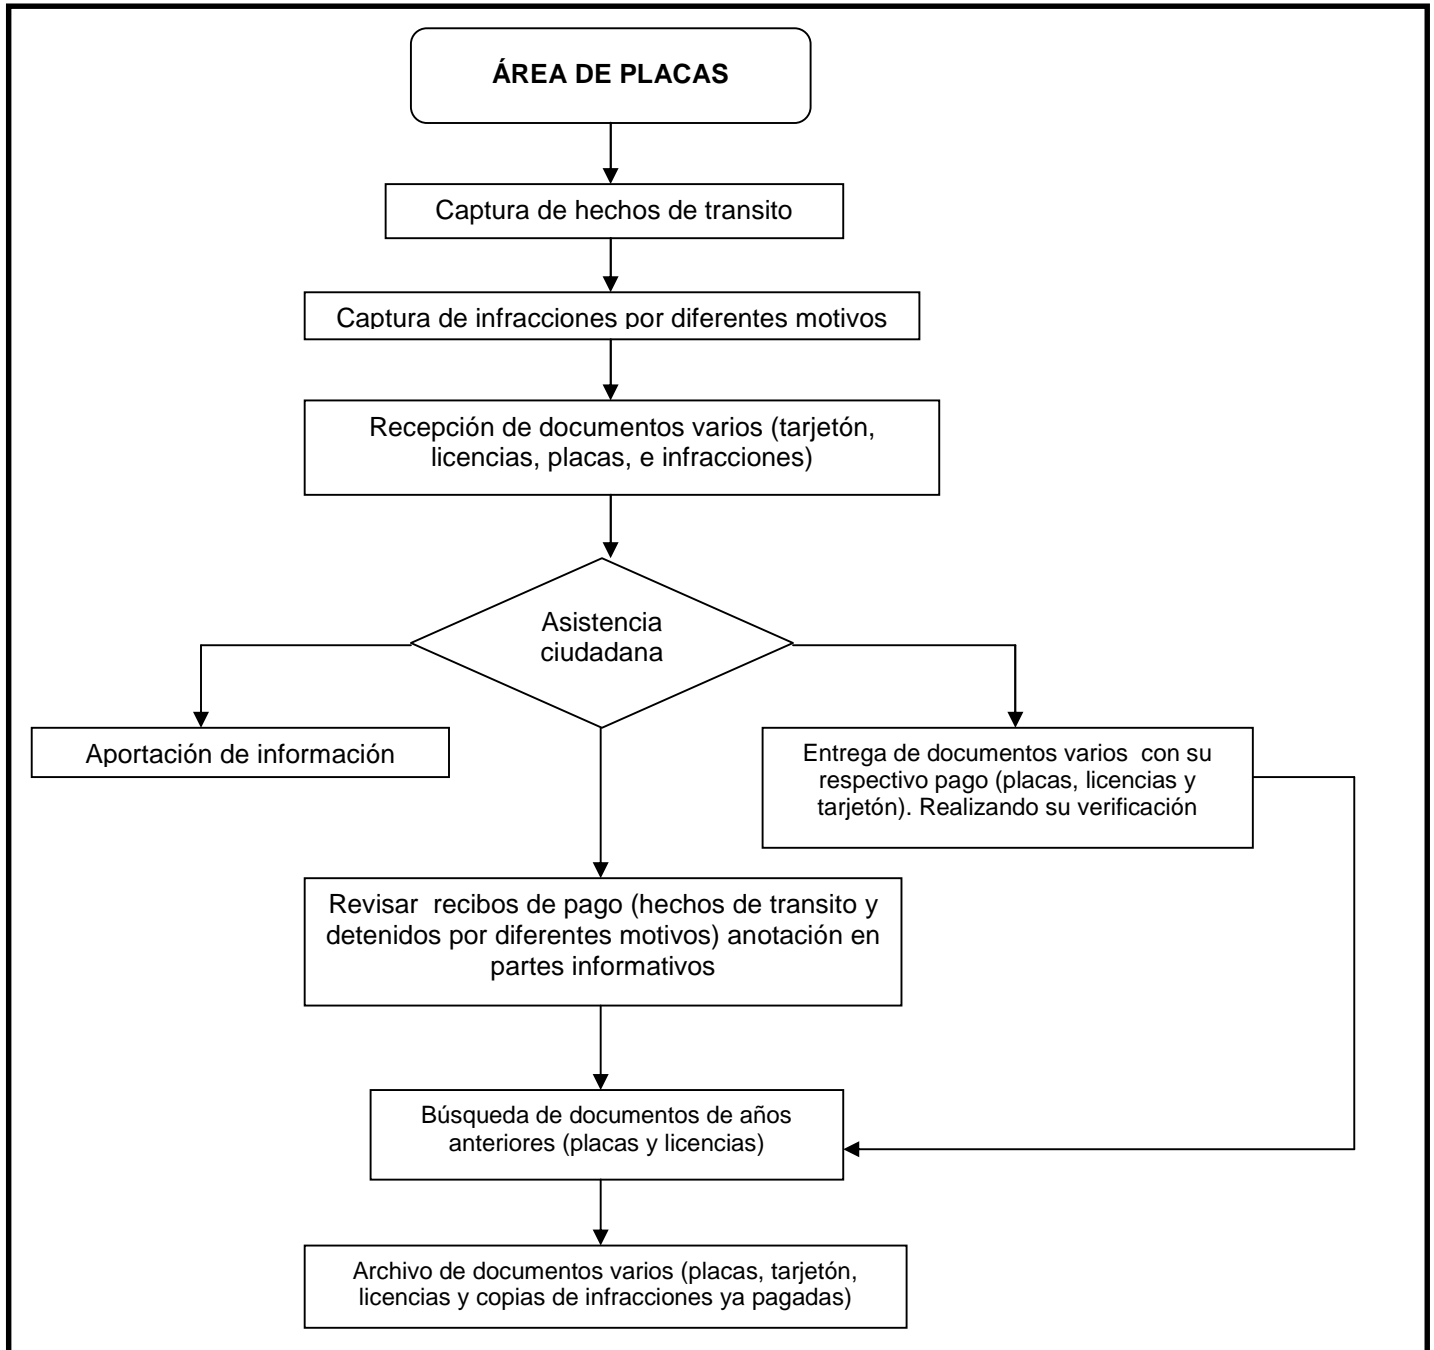 ÁREA DE PLACAS
Captura de hechos de transito
Captura de infracciones por diferentes motivos
Recepción de documentos varios (tarjetón,
licencias, placas, e infracciones)
Asistencia
ciudadana
Aportación de información
Entrega de documentos varios  con su
respectivo pago (placas, licencias y
tarjetón). Realizando su verificación
Revisar  recibos de pago (hechos de transito y
detenidos por diferentes motivos) anotación en
partes informativos
Búsqueda de documentos de años
anteriores (placas y licencias)
Archivo de documentos varios (placas, tarjetón,
licencias y copias de infracciones ya pagadas)